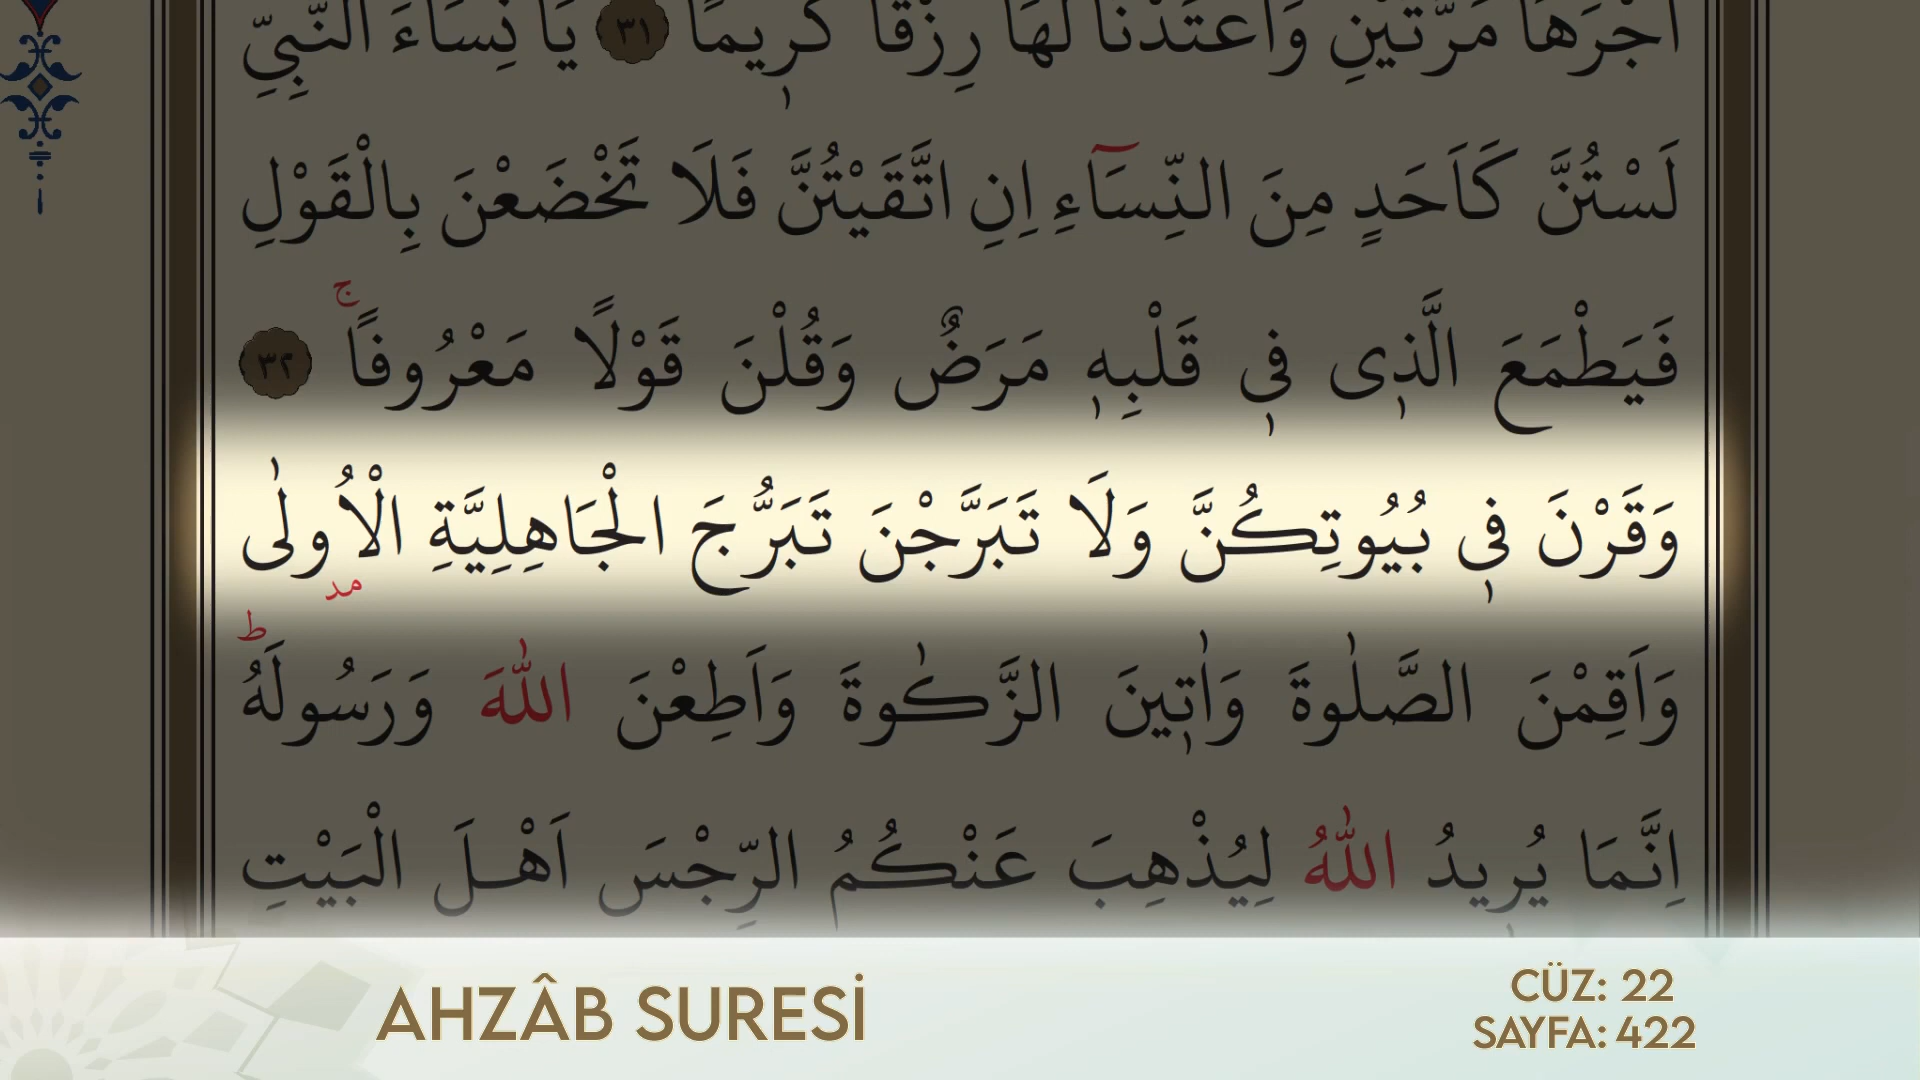 اَجْرَهَا مَرَّتَيْنِ وَاَعْتَدْنَا لَهَا رِزْقًا كَرٖيمًا ٣١ يَا نِسَاءَ النَّبِيِّ
لَسْتُنَّ كَاَحَدٍ مِنَ النِّسَٓاءِ اِنِ اتَّقَيْتُنَّ فَلَا تَخْضَعْنَ بِالْقَوْلِ
فَيَطْمَعَ الَّذٖى فٖى قَلْبِهٖ مَرَضٌ وَقُلْنَ قَوْلًا مَعْرُوفًاۚ ٣٢
وَقَرْنَ فٖى بُيُوتِكُنَّ وَلَا تَبَرَّجْنَ تَبَرُّجَ الْجَاهِلِيَّةِ الْاُولٰى
مد
وَاَقِمْنَ الصَّلٰوةَ وَاٰتٖينَ الزَّكٰوةَ وَاَطِعْنَ اللّٰهَ وَرَسُولَهُؕ
اِنَّمَا يُرٖيدُ اللّٰهُ لِيُذْهِبَ عَنْكُمُ الرِّجْسَ اَهْلَ الْبَيْتِ
AHZÂB SURESİ
CÜZ: 22
SAYFA: 422